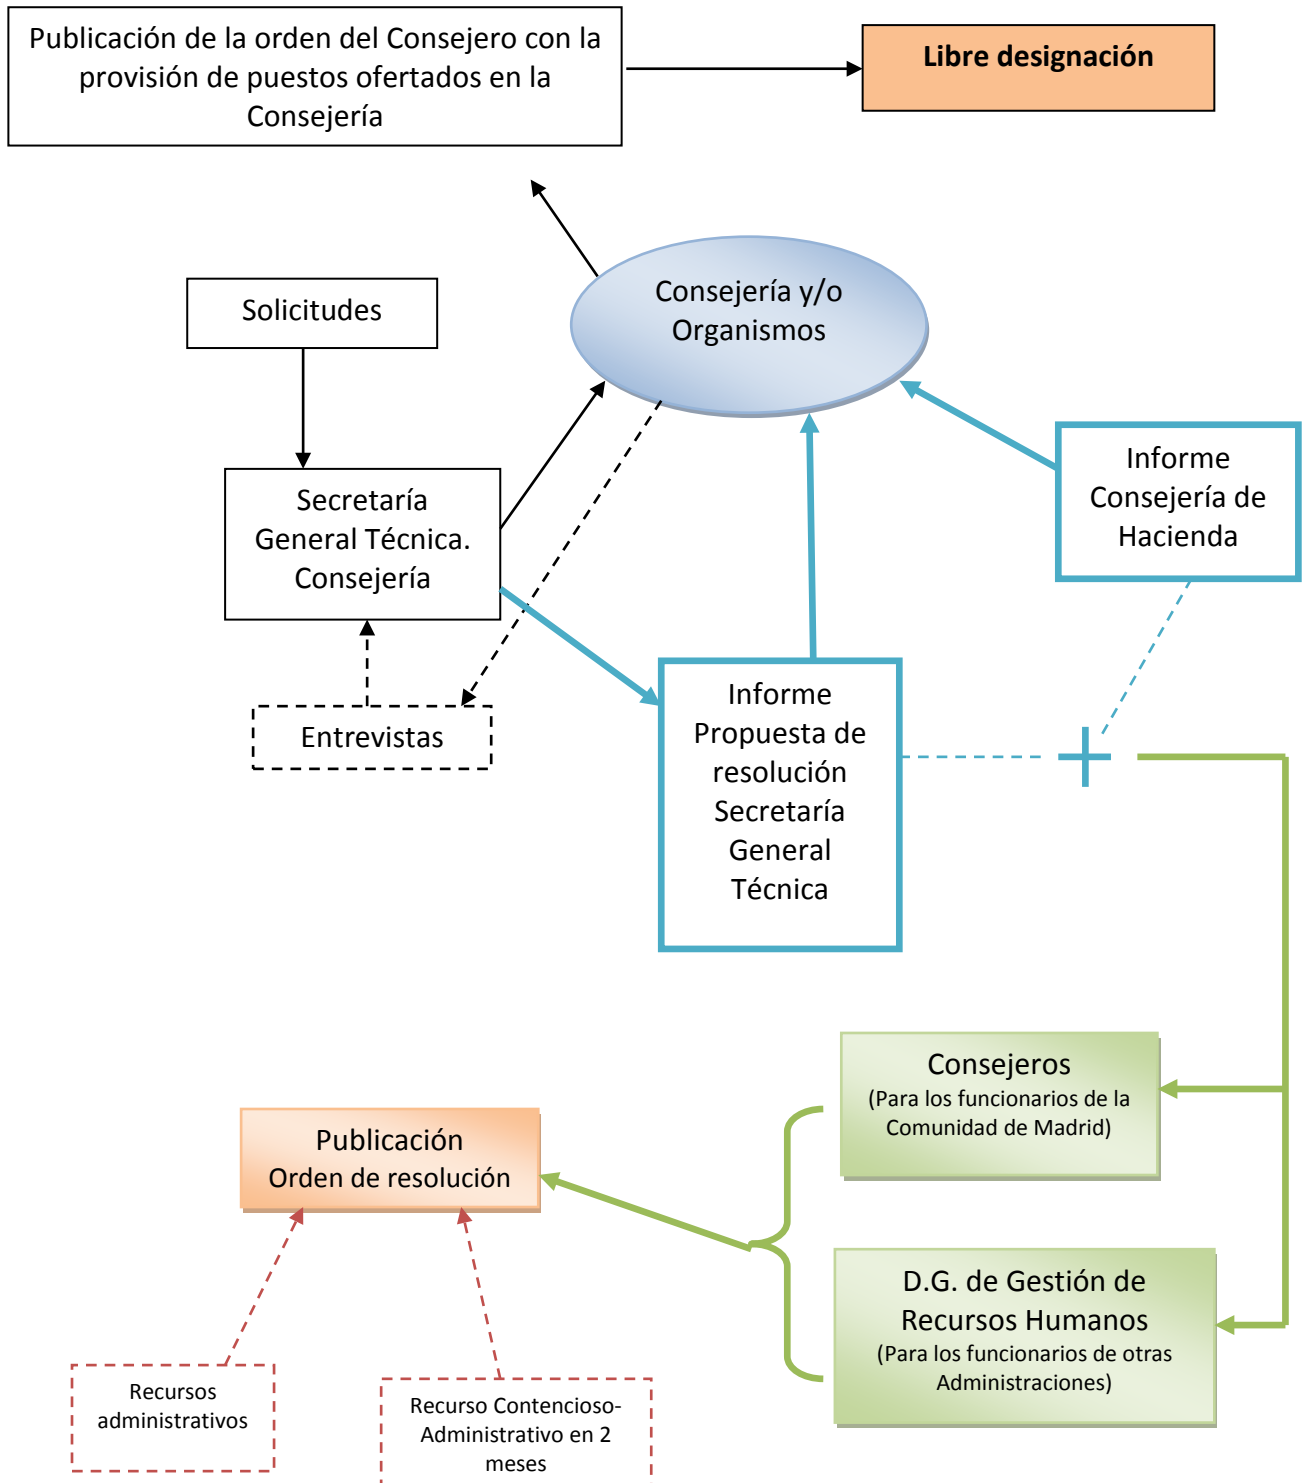 Publicación de la orden del Consejero con la
provisión de puestos ofertados en la
Consejería
Libre designación
Consejería y/o
Organismos
Solicitudes
Secretaría
General Técnica.
Consejería
Informe
Consejería de
Hacienda
Entrevistas
Informe
Propuesta de
resolución
Secretaría
General
Técnica
Consejeros
(Para los funcionarios de la
Comunidad de Madrid)
Publicación
Orden de resolución
D.G. de Gestión de
Recursos Humanos
(Para los funcionarios de otras
Administraciones)
Recursos
administrativos
Recurso Contencioso-
Administrativo en 2
meses